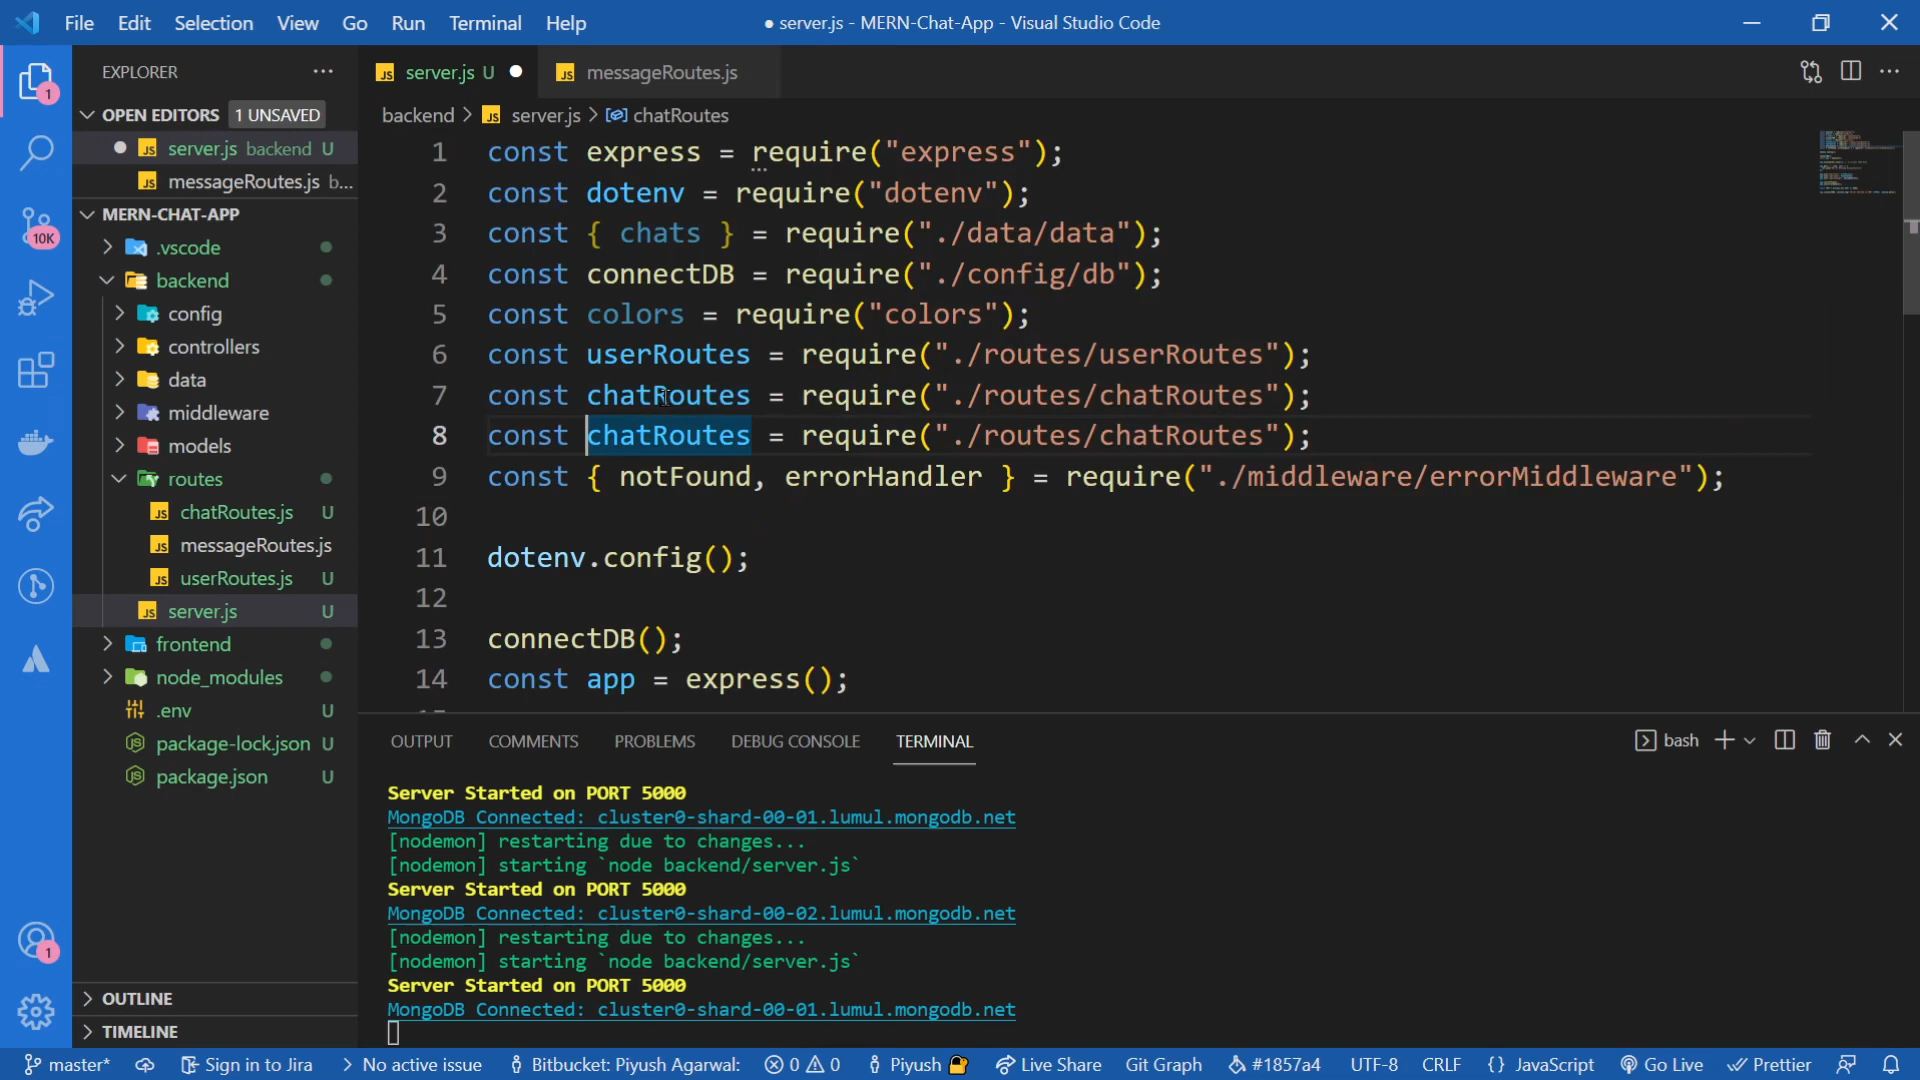 File Edit Selection View Go Run Terminal Help
● server.js - MERN-Chat-App - Visual Studio Code
EXPLORER
OPEN EDITORS 1 UNSAVED
server.js backend U
messageRoutes.js b...
MERN-CHAT-APP
.vscode
backend
config
controllers
data
middleware
models
routes
chatRoutes.js U
messageRoutes.js
userRoutes.js U
server.js U
frontend
node_modules
.env U
package-lock.json U
package.json U
OUTLINE
TIMELINE
1
10K
1
server.js U
messageRoutes.js
backend > server.js > chatRoutes
1 const express = require("express");
2 const dotenv = require("dotenv");
3 const { chats } = require("./data/data");
4 const connectDB = require("./config/db");
5 const colors = require("colors");
6 const userRoutes = require("./routes/userRoutes");
7 const chatRoutes = require("./routes/chatRoutes");
8 const chatRoutes = require("./routes/chatRoutes");
9 const { notFound, errorHandler } = require("./middleware/errorMiddleware");
10
11 dotenv.config();
12
13 connectDB();
14 const app = express();
OUTPUT COMMENTS PROBLEMS DEBUG CONSOLE TERMINAL
bash
Server Started on PORT 5000
MongoDB Connected: cluster0-shard-00-01.lumul.mongodb.net
[nodemon] restarting due to changes...
[nodemon] starting `node backend/server.js`
Server Started on PORT 5000
MongoDB Connected: cluster0-shard-00-02.lumul.mongodb.net
[nodemon] restarting due to changes...
[nodemon] starting `node backend/server.js`
Server Started on PORT 5000
MongoDB Connected: cluster0-shard-00-01.lumul.mongodb.net
master* Sign in to Jira No active issue Bitbucket: Piyush Agarwal: 0 0 Piyush Live Share Git Graph #1857a4 UTF-8 CRLF {} JavaScript Go Live Prettier